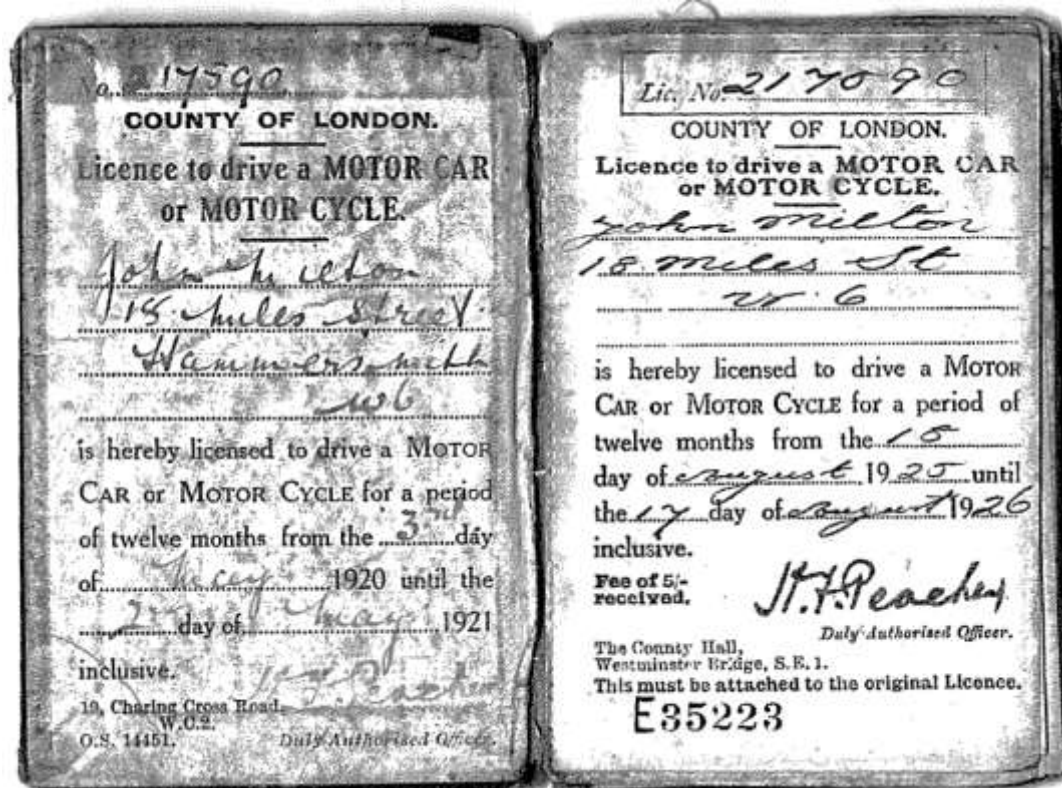 No. 217590
COUNTY OF LONDON.
Licence to drive a MOTOR CAR
or MOTOR CYCLE.
John Milton
18 Miles Street.
Hammersmith
W6
is hereby licensed to drive a MOTOR
CAR or MOTOR CYCLE for a period
of twelve months from the 3rd day
of May 1920 until the
2nd day of May 1921
inclusive.
19, Charing Cross Road,
W.C.2.
O.S. 14451. Duly Authorised Officer.
Lic. No. 217590
COUNTY OF LONDON.
Licence to drive a MOTOR CAR
or MOTOR CYCLE.
John Milton
18 Miles St
W. 6
is hereby licensed to drive a MOTOR
CAR or MOTOR CYCLE for a period of
twelve months from the 18
day of August 1925 until
the 17 day of August 1926
inclusive.
Fee of 5/-
received.
H. F. Peachey
Duly Authorised Officer.
The County Hall,
Westminster Bridge, S.E. 1.
This must be attached to the original Licence.
E35223